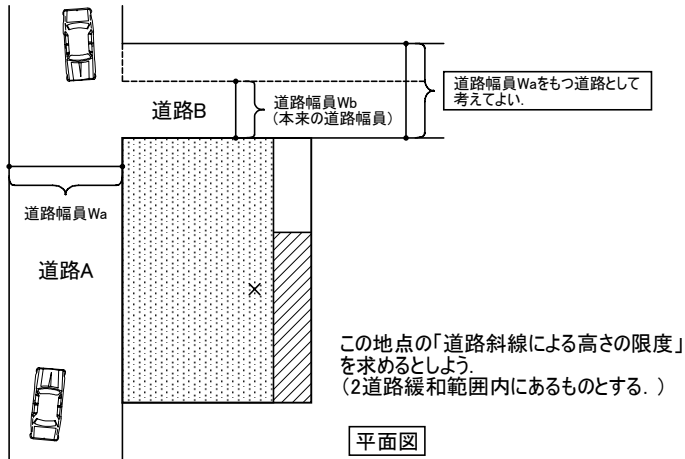 道路幅員Waをもつ道路として
考えてよい.
道路B
道路幅員Wb
(本来の道路幅員)
道路幅員Wa
道路A
この地点の「道路斜線による高さの限度」
を求めるとしよう.
(2道路緩和範囲内にあるものとする. )
平面図